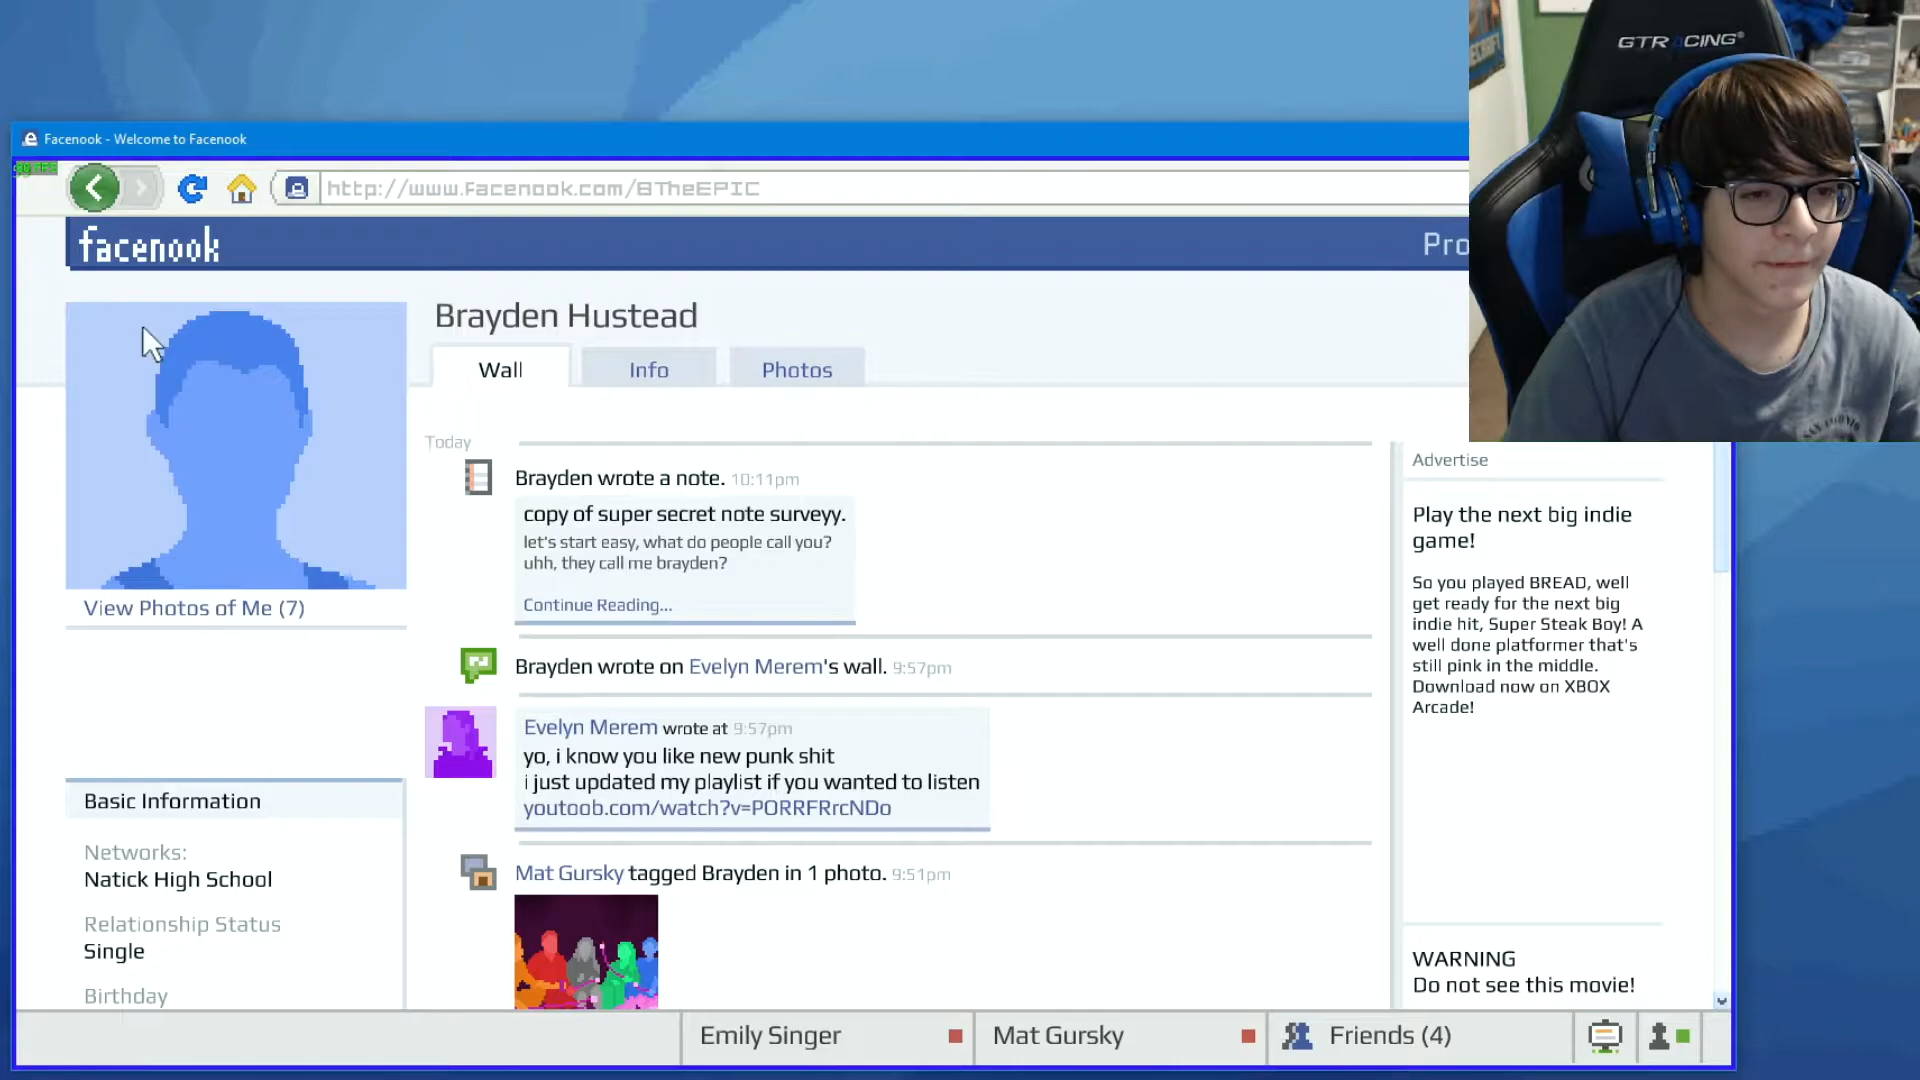 GTRACING
Facenook - Welcome to Facenook
http://www.Facenook.com/8TheEPIC
facenook
Pro
Brayden Hustead
Wall
Info
Photos
Today
Brayden wrote a note. 10:11pm
copy of super secret note surveyy.
let's start easy, what do people call you?
uhh, they call me brayden?
Continue Reading...
View Photos of Me (7)
Brayden wrote on Evelyn Merem's wall. 9:57pm
Evelyn Merem wrote at 9:57pm
yo, i know you like new punk shit
i just updated my playlist if you wanted to listen
youtoob.com/watch?v=PORRFRrcNDo
Mat Gursky tagged Brayden in 1 photo. 9:51pm
Basic Information
Networks:
Natick High School
Relationship Status
Single
Birthday
Advertise
Play the next big indie
game!
So you played BREAD, well
get ready for the next big
indie hit, Super Steak Boy! A
well done platformer that's
still pink in the middle.
Download now on XBOX
Arcade!
WARNING
Do not see this movie!
Emily Singer
Mat Gursky
Friends (4)